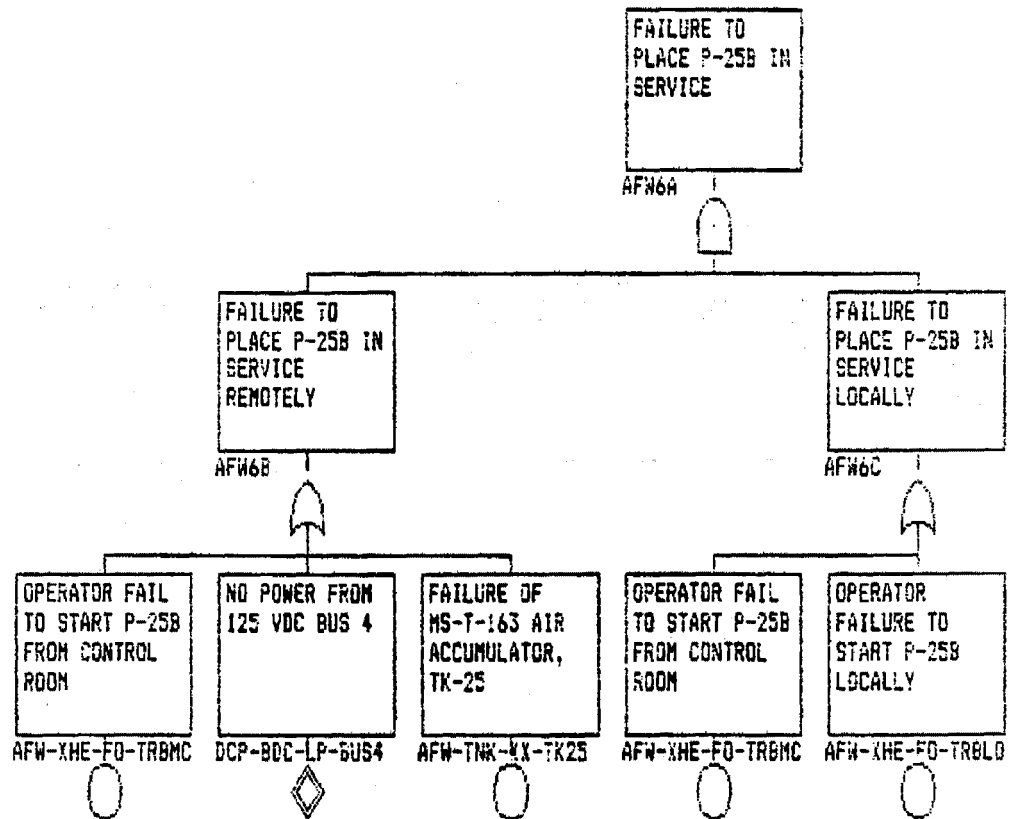 FAILURE TO
PLACE P-25B IN
SERVICE
AFW6A
FAILURE TO
PLACE P-25B IN
SERVICE
REMOTELY
AFW6B
FAILURE TO
PLACE P-25B IN
SERVICE
LOCALLY
AFW6C
OPERATOR FAIL
TO START P-25B
FROM CONTROL
ROOM
AFW-XHE-FO-TRBMC
NO POWER FROM
125 VDC BUS 4
DCP-BDC-LP-BUS4
FAILURE OF
MS-T-163 AIR
ACCUMULATOR,
TK-25
AFW-TNK-XX-TK25
OPERATOR FAIL
TO START P-25B
FROM CONTROL
ROOM
AFW-XHE-FO-TRBMC
OPERATOR
FAILURE TO
START P-25B
LOCALLY
AFW-XHE-FO-TRBLO